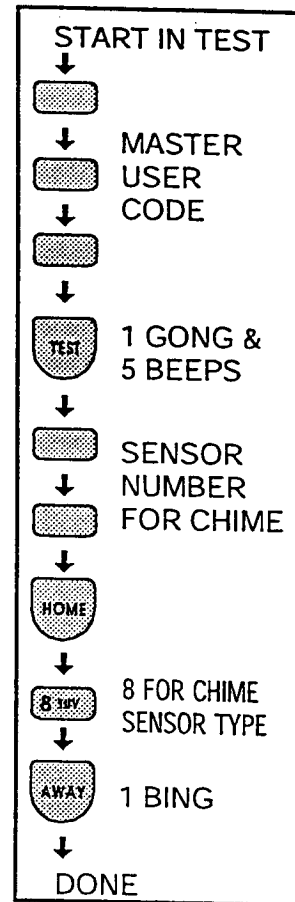 START IN TEST
MASTER
USER
CODE
TEST
1 GONG &
5 BEEPS
SENSOR
NUMBER
FOR CHIME
HOME
8 TUV
8 FOR CHIME
SENSOR TYPE
AWAY
1 BING
DONE